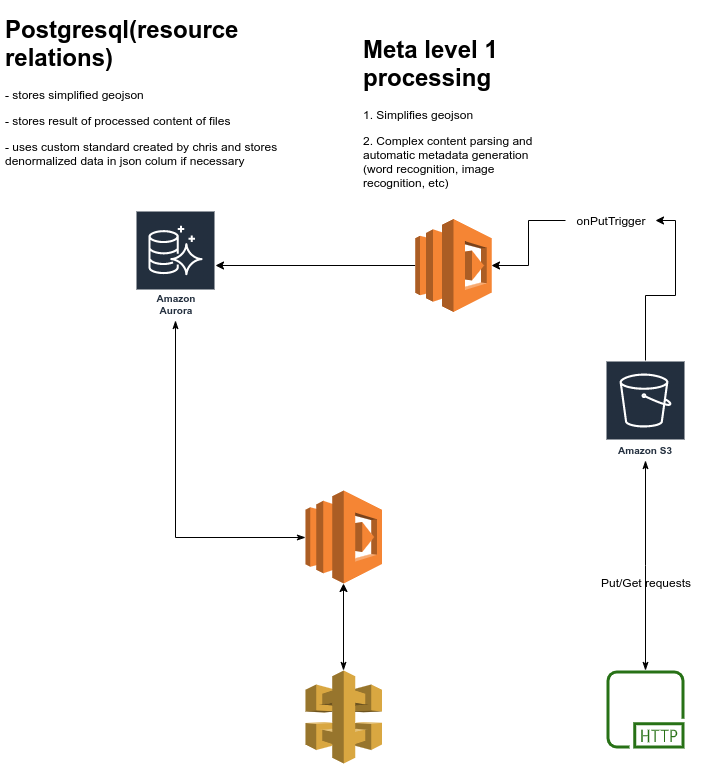 Postgresql(resource
relations)
- stores simplified geojson
- stores result of processed content of files
- uses custom standard created by chris and stores
denormalized data in json colum if necessary
Meta level 1
processing
1. Simplifies geojson
2. Complex content parsing and
automatic metadata generation
(word recognition, image
recognition, etc)
onPutTrigger
Amazon
Aurora
Amazon S3
Put/Get requests
HTTP